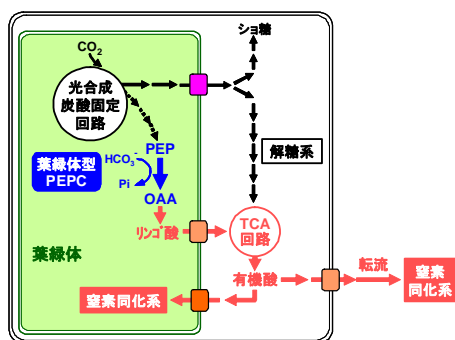 CO2
ショ糖
光合成
炭酸固定
回路
PEP
解糖系
葉緑体型
PEPC
HCO3-
Pi
OAA
リンゴ酸
TCA
回路
葉緑体
有機酸
転流
窒素
同化系
窒素同化系